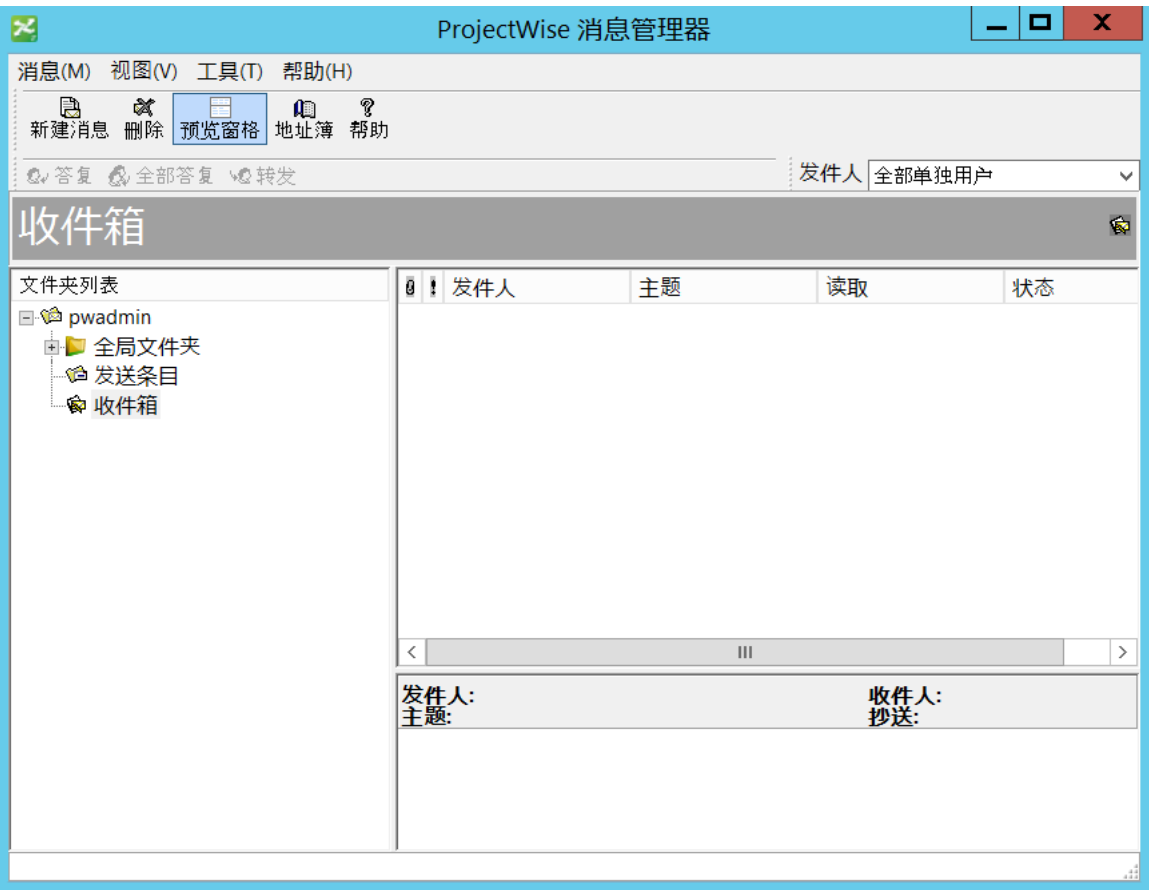 ProjectWise 消息管理器
消息(M) 视图(V) 工具(T) 帮助(H)
新建消息 删除 预览窗格 地址簿 帮助
答复 全部答复 转发 发件人 全部单独用户
收件箱
文件夹列表
pwadmin
全局文件夹
发送条目
收件箱
发件人 主题 读取 状态
发件人: 收件人:
主题: 抄送: